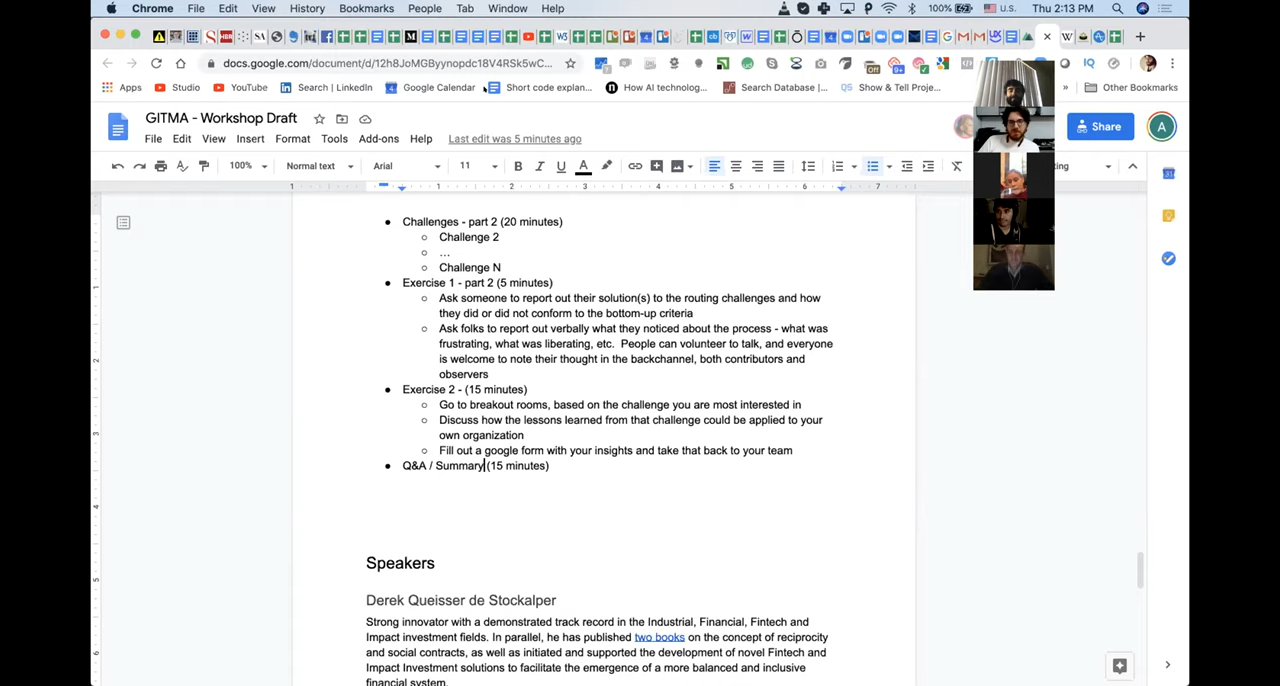 Chrome File Edit View History Bookmarks People Tab Window Help 100% U.S. Thu 2:13 PM
docs.google.com/document/d/12h8JoMGByynopdc18V4RSk5wC...
Apps Studio YouTube Search | LinkedIn Google Calendar Short code explan... How AI technolog... Search Database |... Show & Tell Proje... » Other Bookmarks
GITMA - Workshop Draft
File Edit View Insert Format Tools Add-ons Help Last edit was 5 minutes ago
Share
A
100% Normal text Arial 11 B I U A
1 1 2 3 4 5 6 7
● Challenges - part 2 (20 minutes)
○ Challenge 2
○ ...
○ Challenge N
● Exercise 1 - part 2 (5 minutes)
○ Ask someone to report out their solution(s) to the routing challenges and how
they did or did not conform to the bottom-up criteria
○ Ask folks to report out verbally what they noticed about the process - what was
frustrating, what was liberating, etc. People can volunteer to talk, and everyone
is welcome to note their thought in the backchannel, both contributors and
observers
● Exercise 2 - (15 minutes)
○ Go to breakout rooms, based on the challenge you are most interested in
○ Discuss how the lessons learned from that challenge could be applied to your
own organization
○ Fill out a google form with your insights and take that back to your team
● Q&A / Summary (15 minutes)
Speakers
Derek Queisser de Stockalper
Strong innovator with a demonstrated track record in the Industrial, Financial, Fintech and
Impact investment fields. In parallel, he has published two books on the concept of reciprocity
and social contracts, as well as initiated and supported the development of novel Fintech and
Impact Investment solutions to facilitate the emergence of a more balanced and inclusive
financial system.